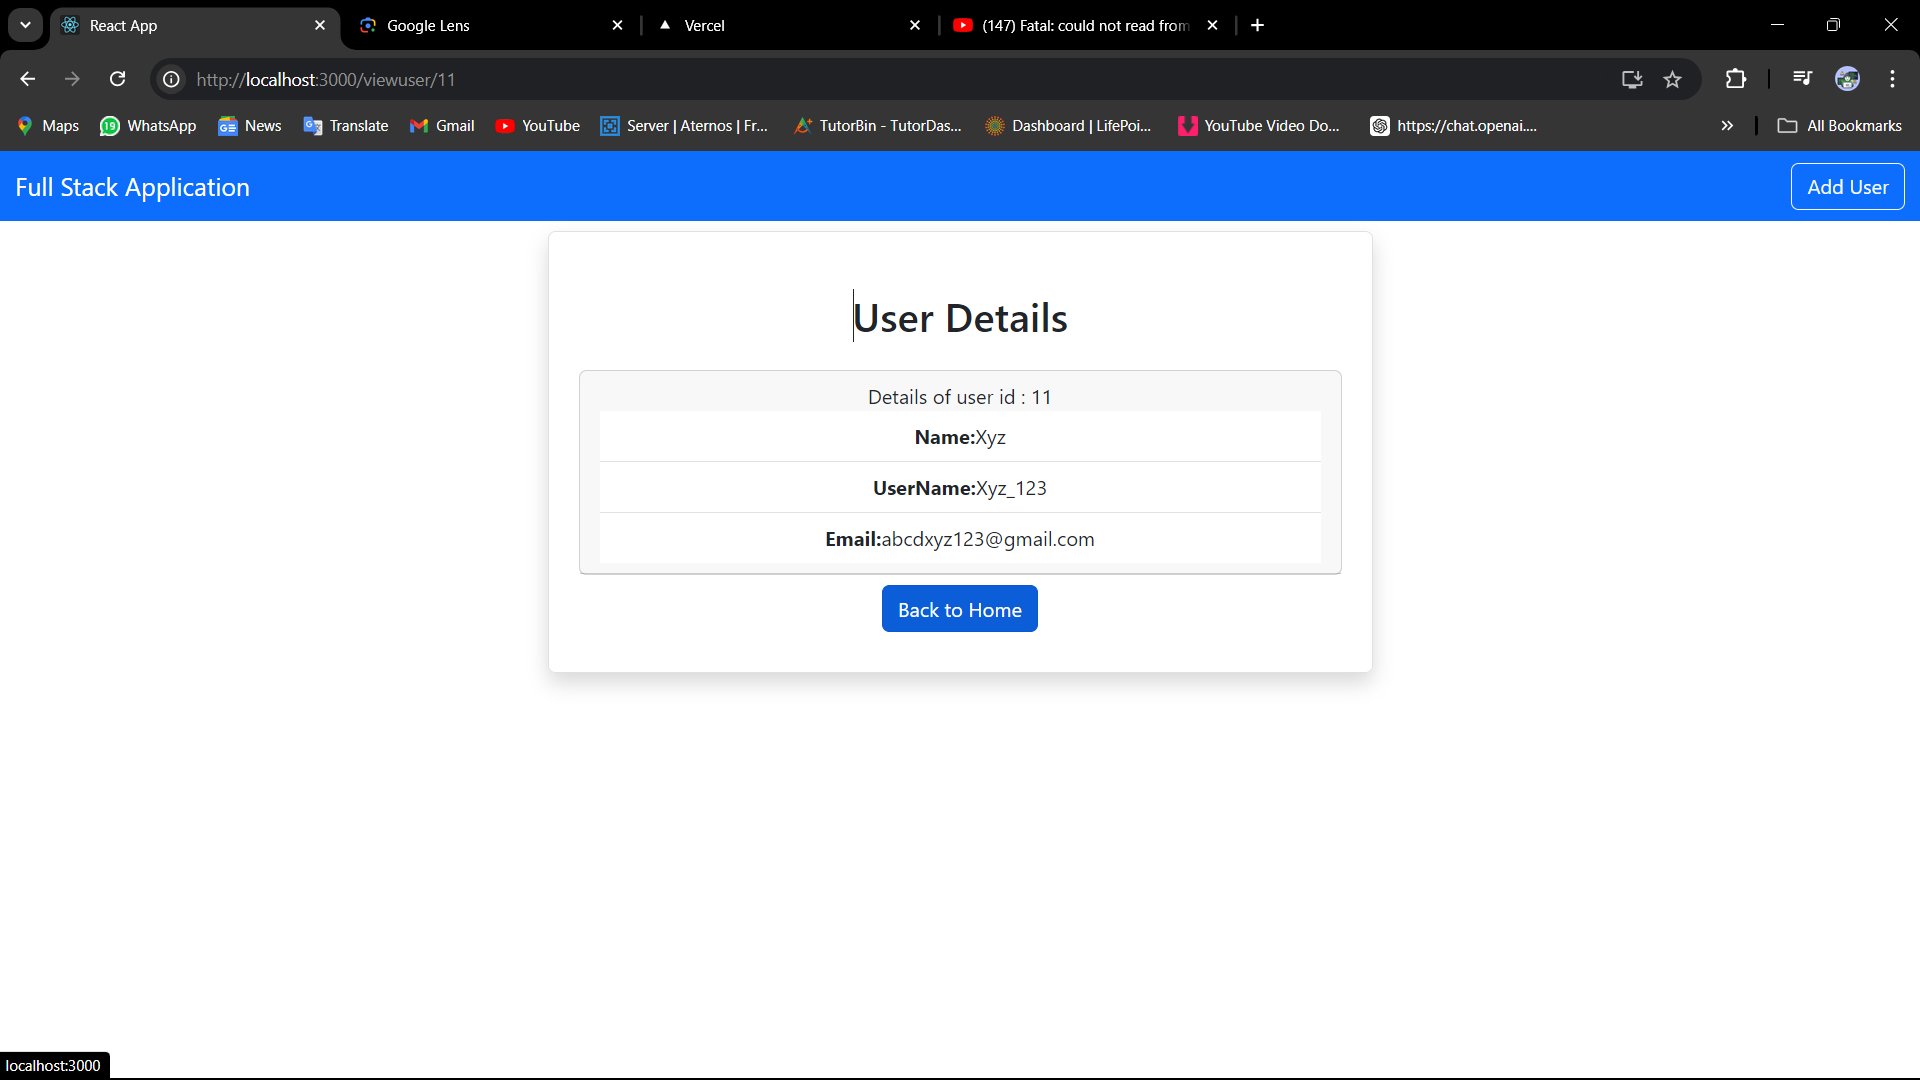 React App
Google Lens
Vercel
(147) Fatal: could not read from
http://localhost:3000/viewuser/11
Maps
19
WhatsApp
News
Translate
Gmail
YouTube
Server | Aternos | Fr...
TutorBin - TutorDas...
Dashboard | LifePoi...
YouTube Video Do...
https://chat.openai....
All Bookmarks
Full Stack Application
Add User
User Details
Details of user id : 11
Name:Xyz
UserName:Xyz_123
Email:abcdxyz123@gmail.com
Back to Home
localhost:3000